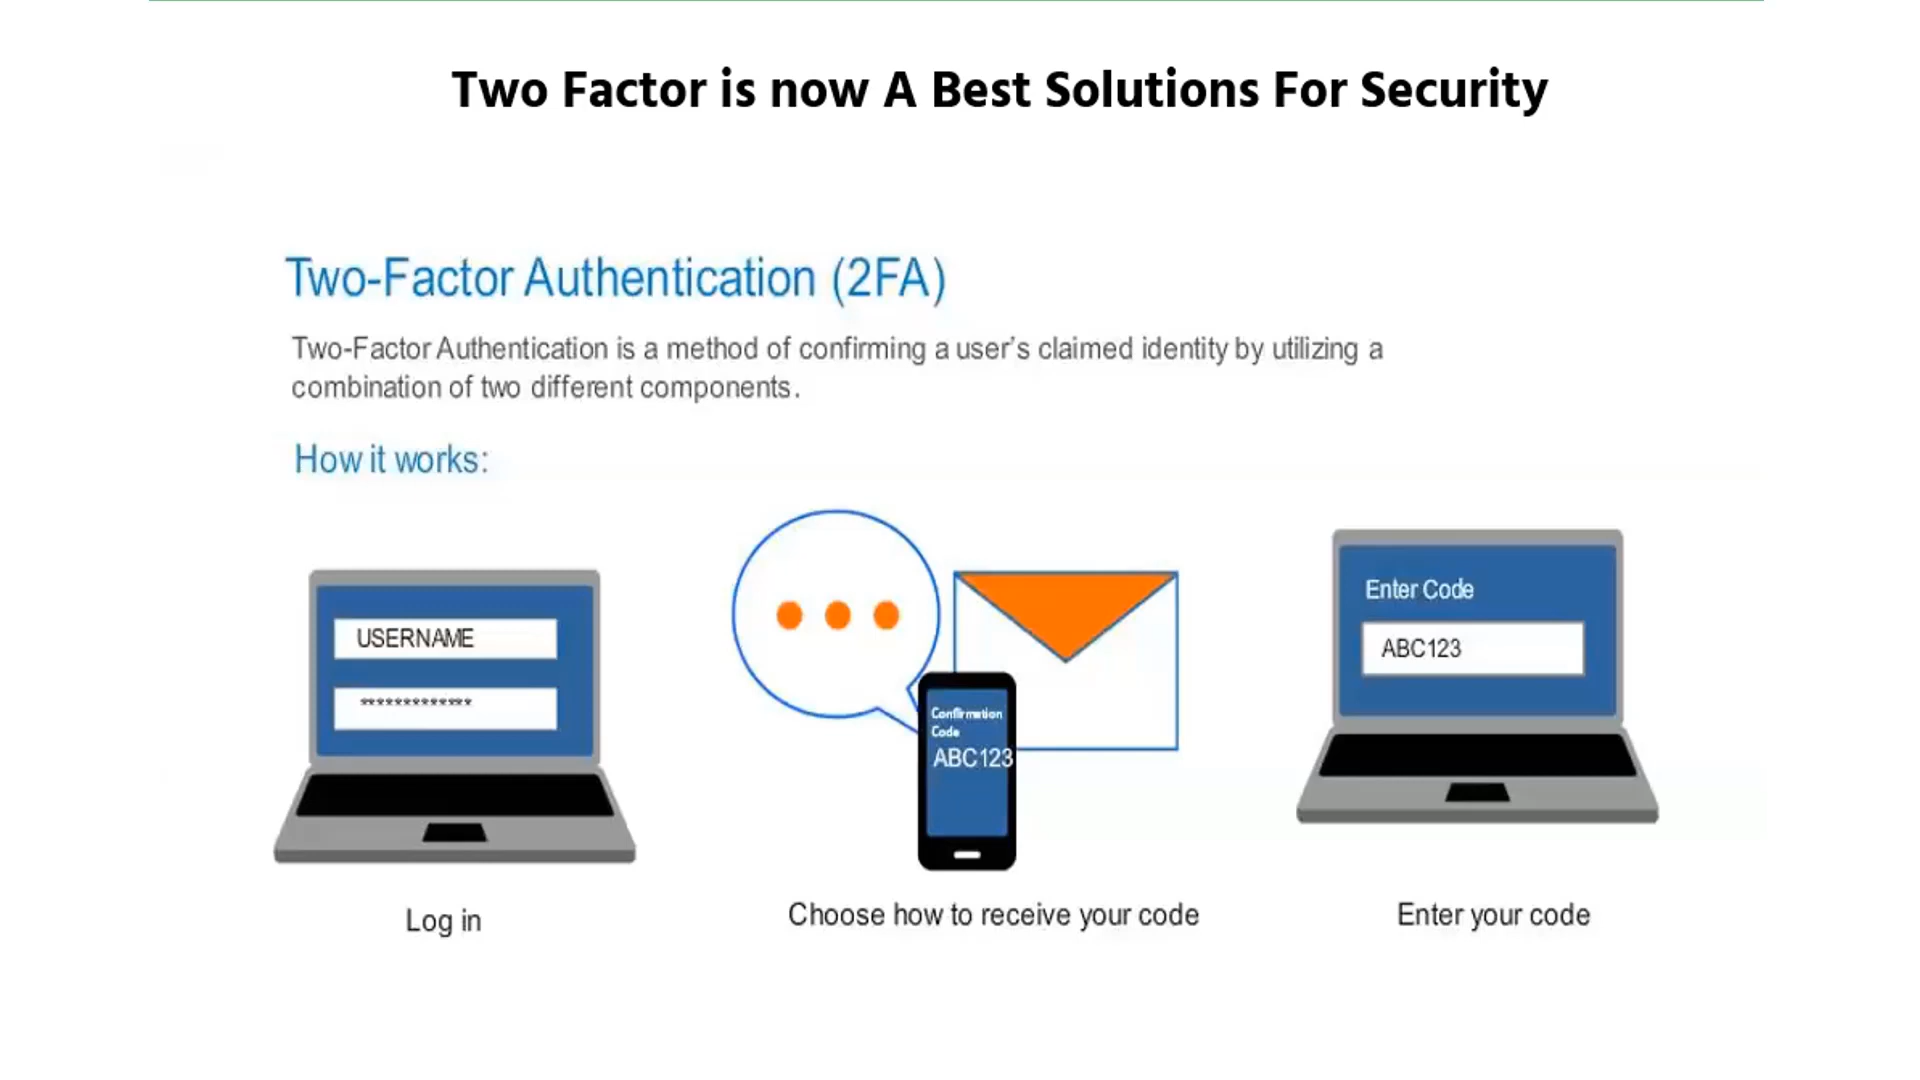 Two Factor is now A Best Solutions For Security
Two-Factor Authentication (2FA)
Two-Factor Authentication is a method of confirming a user's claimed identity by utilizing a
combination of two different components.
How it works:
USERNAME
*************
Log in
Confirmation
Code
ABC123
Choose how to receive your code
Enter Code
ABC123
Enter your code